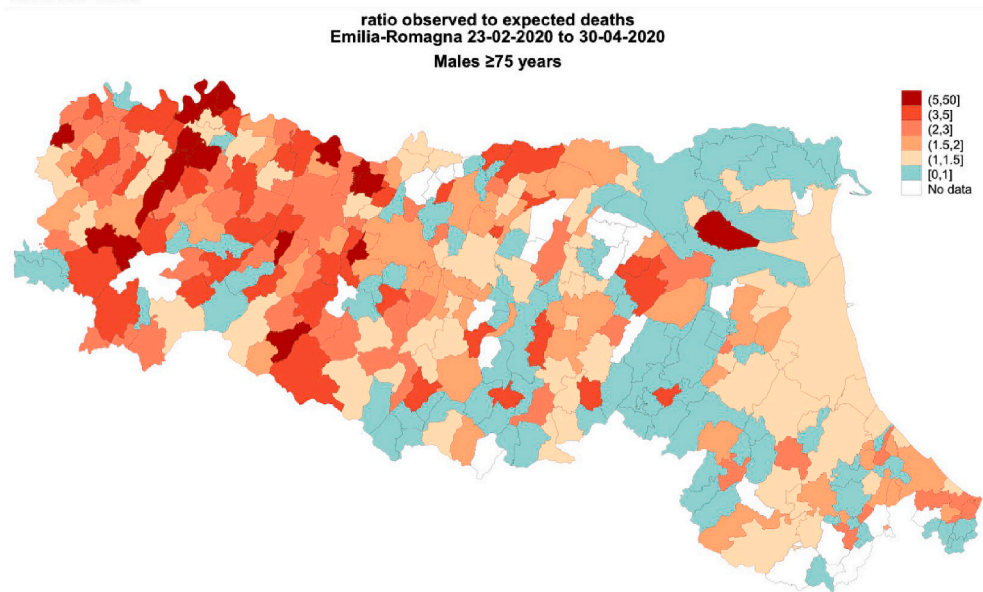 ratio observed to expected deaths
Emilia-Romagna 23-02-2020 to 30-04-2020
Males ≥75 years
(5,50]
(3,5]
(2,3]
(1.5,2]
(1,1.5]
[0,1]
No data